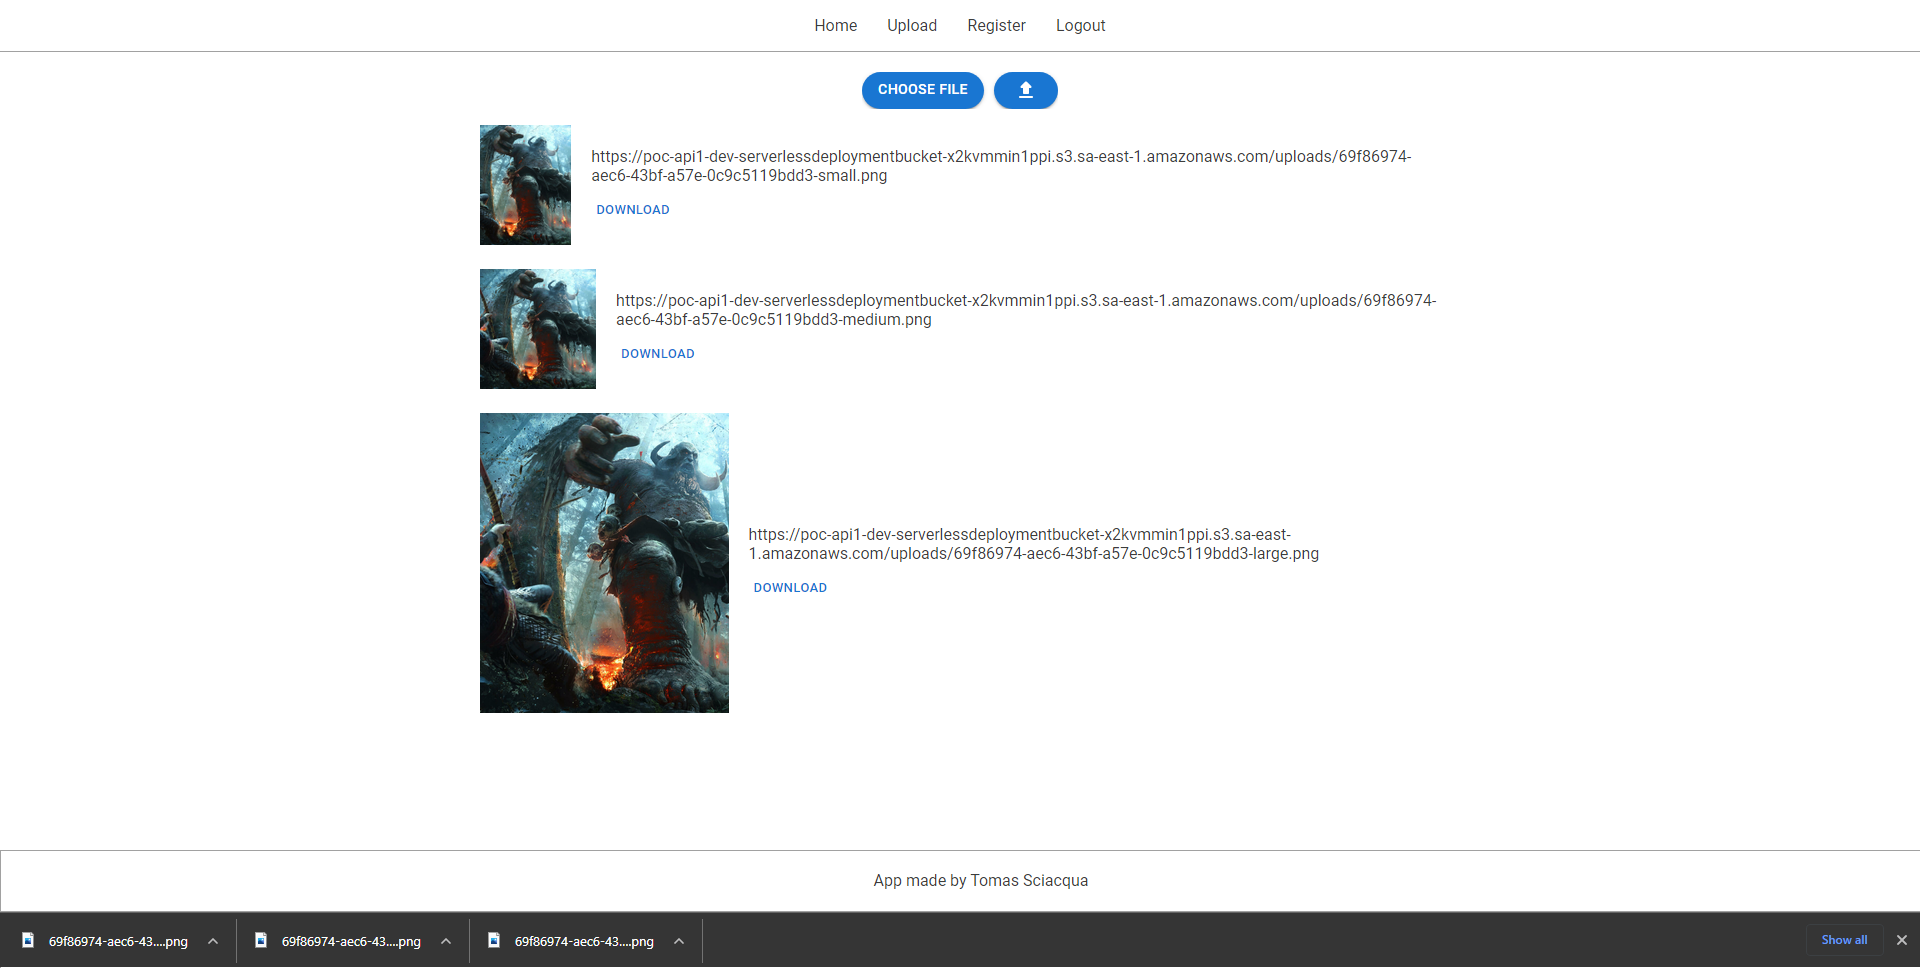 Home Upload Register Logout
CHOOSE FILE
https://poc-api1-dev-serverlessdeploymentbucket-x2kvmmin1ppi.s3.sa-east-1.amazonaws.com/uploads/69f86974-
aec6-43bf-a57e-0c9c5119bdd3-small.png
DOWNLOAD
https://poc-api1-dev-serverlessdeploymentbucket-x2kvmmin1ppi.s3.sa-east-1.amazonaws.com/uploads/69f86974-
aec6-43bf-a57e-0c9c5119bdd3-medium.png
DOWNLOAD
https://poc-api1-dev-serverlessdeploymentbucket-x2kvmmin1ppi.s3.sa-east-
1.amazonaws.com/uploads/69f86974-aec6-43bf-a57e-0c9c5119bdd3-large.png
DOWNLOAD
App made by Tomas Sciacqua
69f86974-aec6-43....png 69f86974-aec6-43....png 69f86974-aec6-43....png Show all